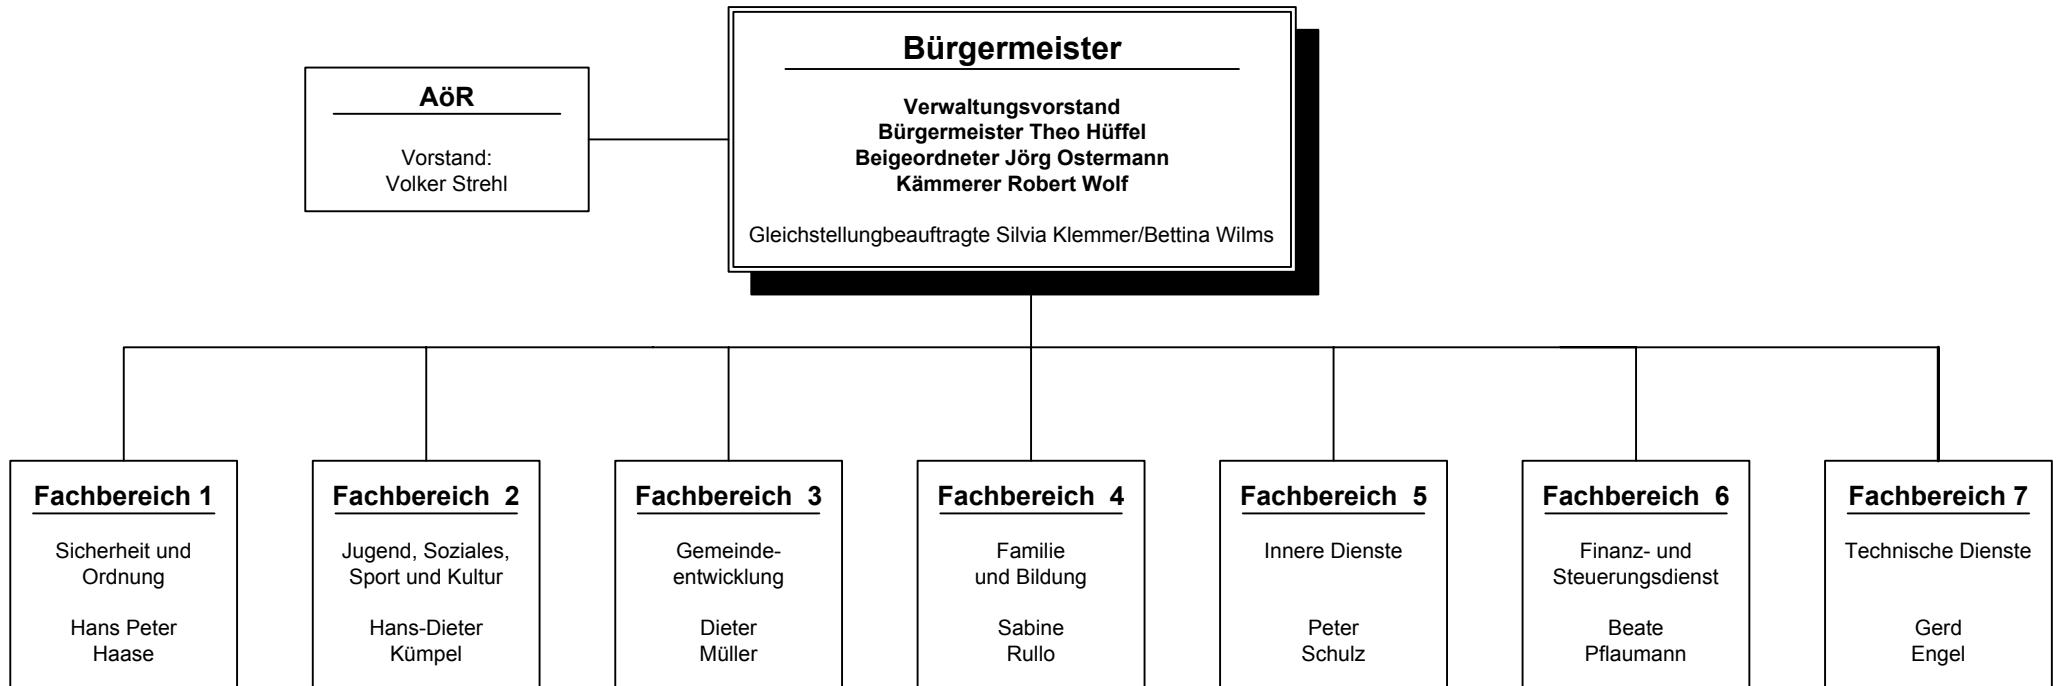 Bürgermeister
Verwaltungsvorstand
Bürgermeister Theo Hüffel
Beigeordneter Jörg Ostermann
Kämmerer Robert Wolf
Gleichstellungbeauftragte Silvia Klemmer/Bettina Wilms
AöR
Vorstand:
Volker Strehl
Fachbereich 1
Sicherheit und
Ordnung
Hans Peter
Haase
Fachbereich 2
Jugend, Soziales,
Sport und Kultur
Hans-Dieter
Kümpel
Fachbereich 3
Gemeinde-
entwicklung
Dieter
Müller
Fachbereich 4
Familie
und Bildung
Sabine
Rullo
Fachbereich 5
Innere Dienste
Peter
Schulz
Fachbereich 6
Finanz- und
Steuerungsdienst
Beate
Pflaumann
Fachbereich 7
Technische Dienste
Gerd
Engel